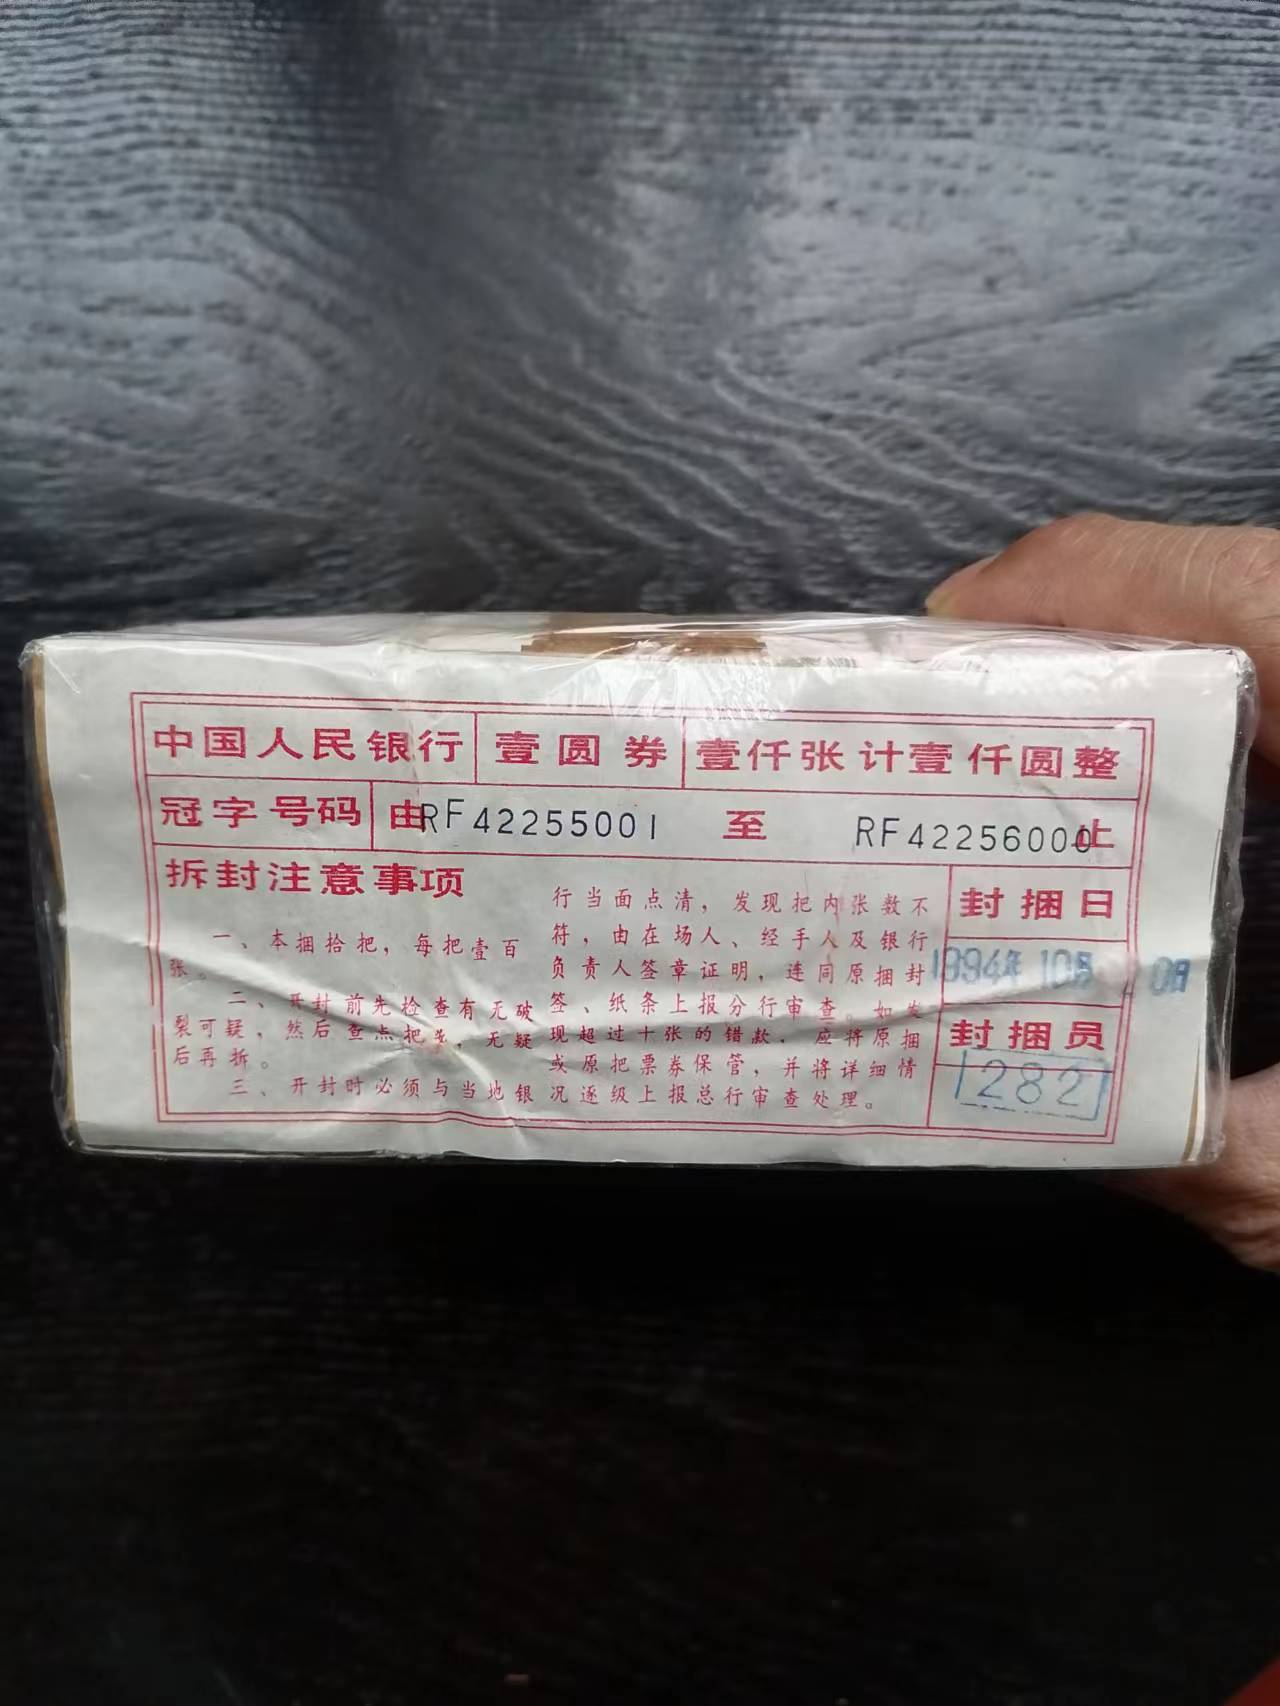 中国人民银行 壹圆券 壹仟张计壹仟圆整
冠字号码 由RF42255001 至 RF42256000止
拆封注意事项
一、本捆拾把，每把壹百
张。
二、开封前先检查有无破
裂可疑，然后查点把数，无疑
后再拆。
三、开封时必须与当地银
行当面点清，发现把内张数不
符，由在场人、经手人及银行
负责人签章证明，连同原捆封
签、纸条上报分行审查。如发
现超过十张的错款，应将原捆
或原把票券保管，并将详细情
况逐级上报总行审查处理。
封捆日
1994年10月 0日
封捆员
1282